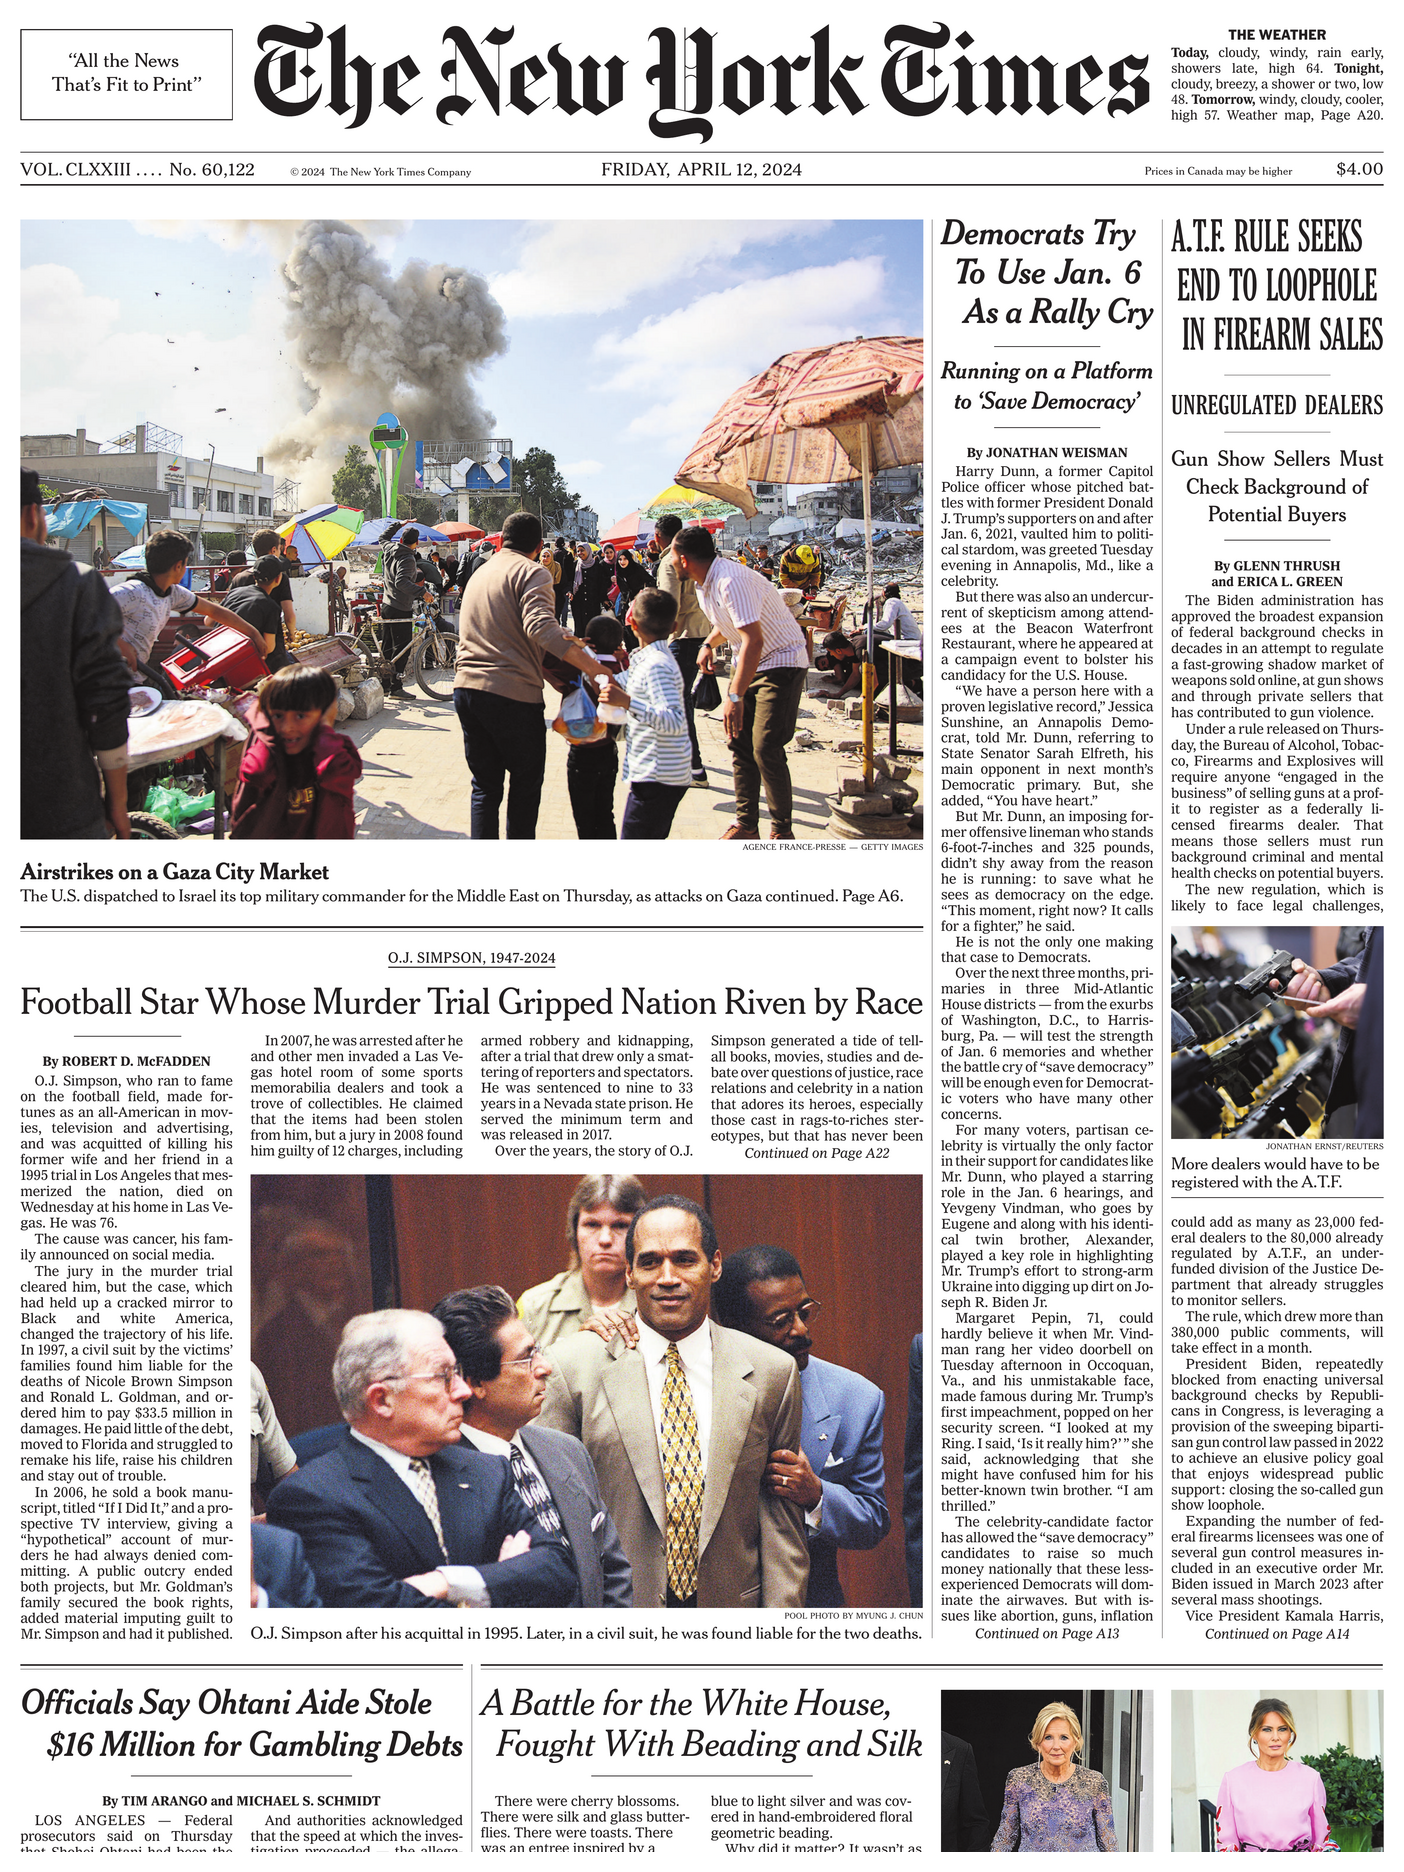 “All the News
That’s Fit to Print”
The New York Times
THE WEATHER
Today, cloudy, windy, rain early,
showers late, high 64. Tonight,
cloudy, breezy, a shower or two, low
48. Tomorrow, windy, cloudy, cooler,
high 57. Weather map, Page A20.
VOL. CLXXIII .... No. 60,122
© 2024 The New York Times Company
FRIDAY, APRIL 12, 2024
Prices in Canada may be higher
$4.00
AGENCE FRANCE-PRESSE — GETTY IMAGES
Airstrikes on a Gaza City Market
The U.S. dispatched to Israel its top military commander for the Middle East on Thursday, as attacks on Gaza continued. Page A6.
O.J. SIMPSON, 1947-2024
Football Star Whose Murder Trial Gripped Nation Riven by Race
By ROBERT D. McFADDEN
O.J. Simpson, who ran to fame
on the football field, made for-
tunes as an all-American in mov-
ies, television and advertising,
and was acquitted of killing his
former wife and her friend in a
1995 trial in Los Angeles that mes-
merized the nation, died on
Wednesday at his home in Las Ve-
gas. He was 76.
The cause was cancer, his fam-
ily announced on social media.
The jury in the murder trial
cleared him, but the case, which
had held up a cracked mirror to
Black and white America,
changed the trajectory of his life.
In 1997, a civil suit by the victims’
families found him liable for the
deaths of Nicole Brown Simpson
and Ronald L. Goldman, and or-
dered him to pay $33.5 million in
damages. He paid little of the debt,
moved to Florida and struggled to
remake his life, raise his children
and stay out of trouble.
In 2006, he sold a book manu-
script, titled “If I Did It,” and a pro-
spective TV interview, giving a
“hypothetical” account of mur-
ders he had always denied com-
mitting. A public outcry ended
both projects, but Mr. Goldman’s
family secured the book rights,
added material imputing guilt to
Mr. Simpson and had it published.
In 2007, he was arrested after he
and other men invaded a Las Ve-
gas hotel room of some sports
memorabilia dealers and took a
trove of collectibles. He claimed
that the items had been stolen
from him, but a jury in 2008 found
him guilty of 12 charges, including
armed robbery and kidnapping,
after a trial that drew only a smat-
tering of reporters and spectators.
He was sentenced to nine to 33
years in a Nevada state prison. He
served the minimum term and
was released in 2017.
Over the years, the story of O.J.
Simpson generated a tide of tell-
all books, movies, studies and de-
bate over questions of justice, race
relations and celebrity in a nation
that adores its heroes, especially
those cast in rags-to-riches ster-
eotypes, but that has never been
Continued on Page A22
POOL PHOTO BY MYUNG J. CHUN
O.J. Simpson after his acquittal in 1995. Later, in a civil suit, he was found liable for the two deaths.
Democrats Try
To Use Jan. 6
As a Rally Cry
Running on a Platform
to ‘Save Democracy’
By JONATHAN WEISMAN
Harry Dunn, a former Capitol
Police officer whose pitched bat-
tles with former President Donald
J. Trump’s supporters on and after
Jan. 6, 2021, vaulted him to politi-
cal stardom, was greeted Tuesday
evening in Annapolis, Md., like a
celebrity.
But there was also an undercur-
rent of skepticism among attend-
ees at the Beacon Waterfront
Restaurant, where he appeared at
a campaign event to bolster his
candidacy for the U.S. House.
“We have a person here with a
proven legislative record,” Jessica
Sunshine, an Annapolis Demo-
crat, told Mr. Dunn, referring to
State Senator Sarah Elfreth, his
main opponent in next month’s
Democratic primary. But, she
added, “You have heart.”
But Mr. Dunn, an imposing for-
mer offensive lineman who stands
6-foot-7-inches and 325 pounds,
didn’t shy away from the reason
he is running: to save what he
sees as democracy on the edge.
“This moment, right now? It calls
for a fighter,” he said.
He is not the only one making
that case to Democrats.
Over the next three months, pri-
maries in three Mid-Atlantic
House districts — from the exurbs
of Washington, D.C., to Harris-
burg, Pa. — will test the strength
of Jan. 6 memories and whether
the battle cry of “save democracy”
will be enough even for Democrat-
ic voters who have many other
concerns.
For many voters, partisan ce-
lebrity is virtually the only factor
in their support for candidates like
Mr. Dunn, who played a starring
role in the Jan. 6 hearings, and
Yevgeny Vindman, who goes by
Eugene and along with his identi-
cal twin brother, Alexander,
played a key role in highlighting
Mr. Trump’s effort to strong-arm
Ukraine into digging up dirt on Jo-
seph R. Biden Jr.
Margaret Pepin, 71, could
hardly believe it when Mr. Vind-
man rang her video doorbell on
Tuesday afternoon in Occoquan,
Va., and his unmistakable face,
made famous during Mr. Trump’s
first impeachment, popped on her
security screen. “I looked at my
Ring. I said, ‘Is it really him?’ ” she
said, acknowledging that she
might have confused him for his
better-known twin brother. “I am
thrilled.”
The celebrity-candidate factor
has allowed the “save democracy”
candidates to raise so much
money nationally that these less-
experienced Democrats will dom-
inate the airwaves. But with is-
sues like abortion, guns, inflation
Continued on Page A13
A.T.F. RULE SEEKS
END TO LOOPHOLE
IN FIREARM SALES
UNREGULATED DEALERS
Gun Show Sellers Must
Check Background of
Potential Buyers
By GLENN THRUSH
and ERICA L. GREEN
The Biden administration has
approved the broadest expansion
of federal background checks in
decades in an attempt to regulate
a fast-growing shadow market of
weapons sold online, at gun shows
and through private sellers that
has contributed to gun violence.
Under a rule released on Thurs-
day, the Bureau of Alcohol, Tobac-
co, Firearms and Explosives will
require anyone “engaged in the
business” of selling guns at a prof-
it to register as a federally li-
censed firearms dealer. That
means those sellers must run
background criminal and mental
health checks on potential buyers.
The new regulation, which is
likely to face legal challenges,
JONATHAN ERNST/REUTERS
More dealers would have to be
registered with the A.T.F.
could add as many as 23,000 fed-
eral dealers to the 80,000 already
regulated by A.T.F., an under-
funded division of the Justice De-
partment that already struggles
to monitor sellers.
The rule, which drew more than
380,000 public comments, will
take effect in a month.
President Biden, repeatedly
blocked from enacting universal
background checks by Republi-
cans in Congress, is leveraging a
provision of the sweeping biparti-
san gun control law passed in 2022
to achieve an elusive policy goal
that enjoys widespread public
support: closing the so-called gun
show loophole.
Expanding the number of fed-
eral firearms licensees was one of
several gun control measures in-
cluded in an executive order Mr.
Biden issued in March 2023 after
several mass shootings.
Vice President Kamala Harris,
Continued on Page A14
Officials Say Ohtani Aide Stole
$16 Million for Gambling Debts
By TIM ARANGO and MICHAEL S. SCHMIDT
LOS ANGELES — Federal
prosecutors said on Thursday
that Shohei Ohtani had been the
And authorities acknowledged
that the speed at which the inves-
tigation proceeded — the allega-
A Battle for the White House,
Fought With Beading and Silk
There were cherry blossoms.
There were silk and glass butter-
flies. There were toasts. There
was an entree inspired by a
blue to light silver and was cov-
ered in hand-embroidered floral
geometric beading.
Why did it matter? It wasn’t as